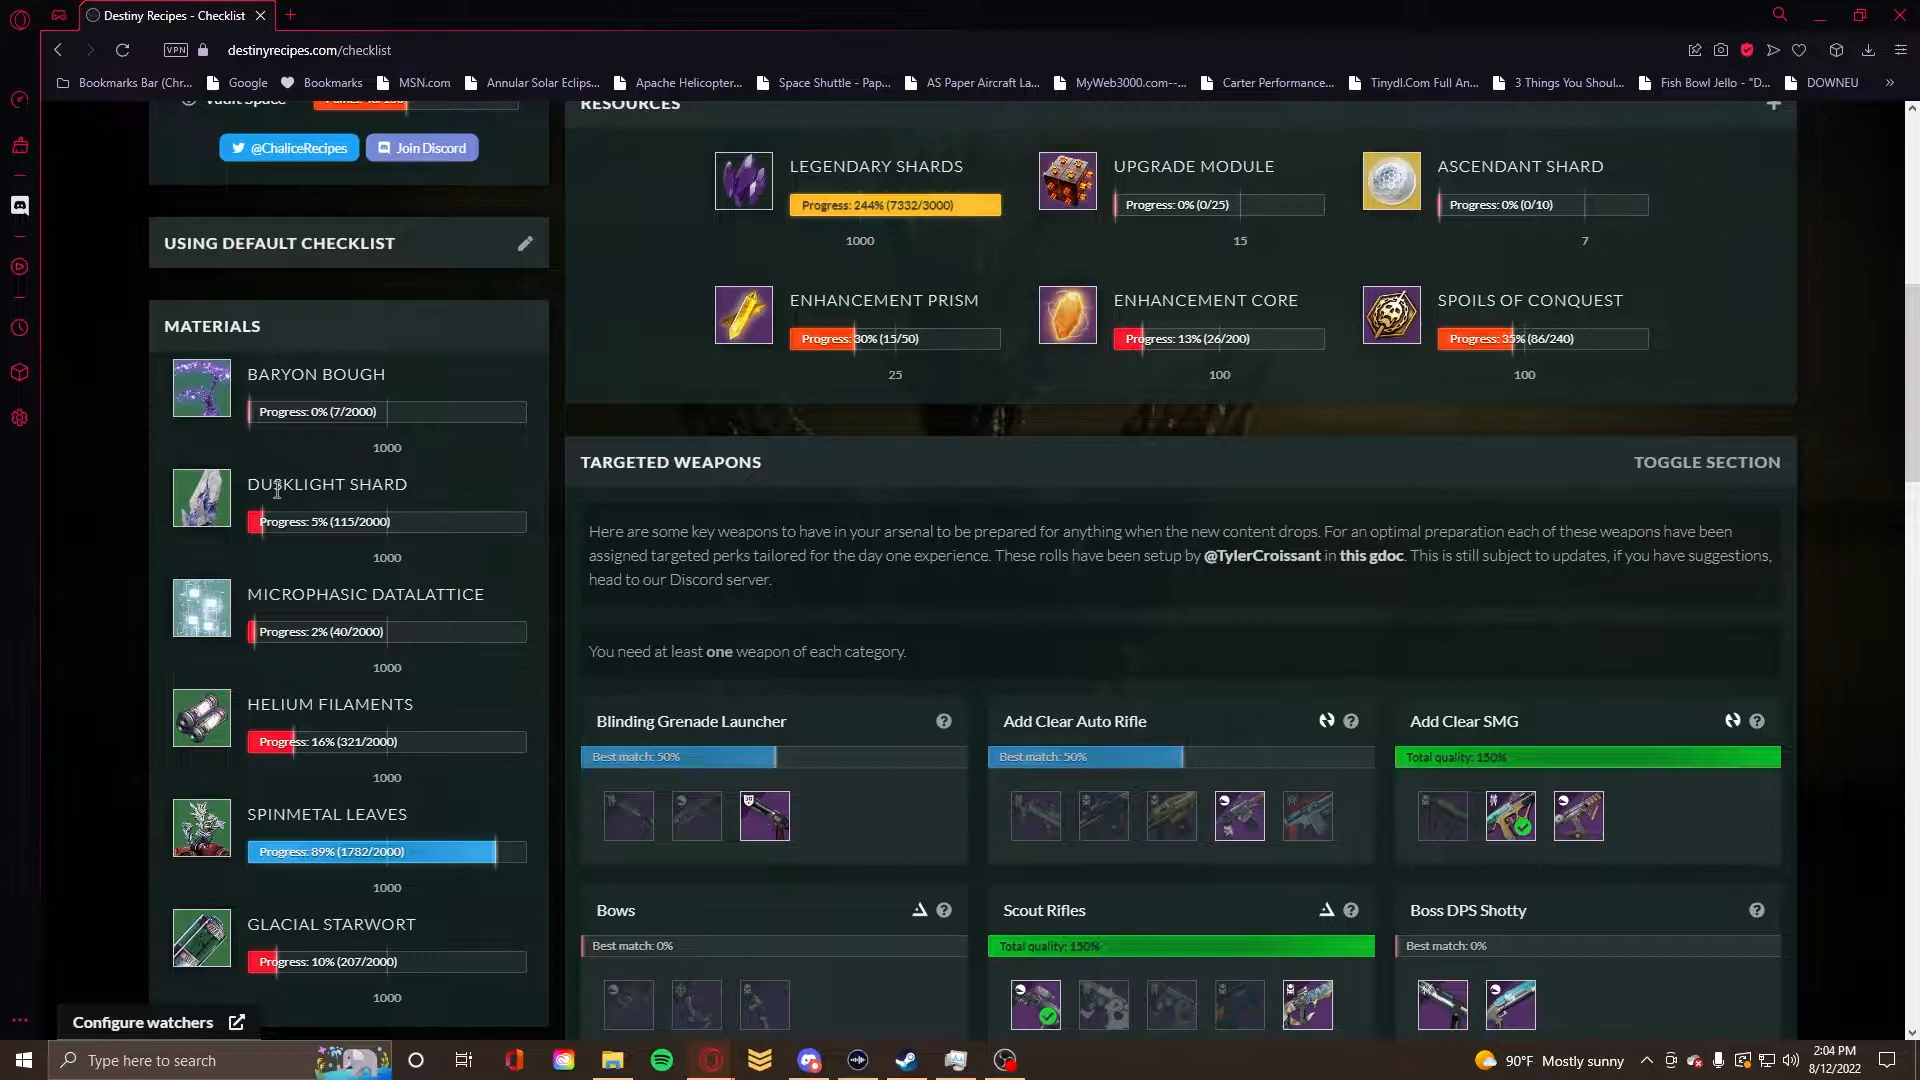 Destiny Recipes - Checklist
VPN
destinyrecipes.com/checklist
Bookmarks Bar (Chr...
Google
Bookmarks
MSN.com
Annular Solar Eclips...
Apache Helicopter...
Space Shuttle - Pap...
AS Paper Aircraft La...
MyWeb3000.com--...
Carter Performance...
Tinydl.Com Full An...
3 Things You Shoul...
Fish Bowl Jello - "D...
DOWNEU
Vault Space
@ChaliceRecipes
Join Discord
USING DEFAULT CHECKLIST
MATERIALS
BARYON BOUGH
Progress: 0% (7/2000)
1000
DUSKLIGHT SHARD
Progress: 5% (115/2000)
1000
MICROPHASIC DATALATTICE
Progress: 2% (40/2000)
1000
HELIUM FILAMENTS
Progress: 16% (321/2000)
1000
SPINMETAL LEAVES
Progress: 89% (1782/2000)
1000
GLACIAL STARWORT
Progress: 10% (207/2000)
1000
Configure watchers
RESOURCES
LEGENDARY SHARDS
Progress: 244% (7332/3000)
1000
UPGRADE MODULE
Progress: 0% (0/25)
15
ASCENDANT SHARD
Progress: 0% (0/10)
7
ENHANCEMENT PRISM
Progress: 30% (15/50)
25
ENHANCEMENT CORE
Progress: 13% (26/200)
100
SPOILS OF CONQUEST
Progress: 35% (86/240)
100
TARGETED WEAPONS
TOGGLE SECTION
Here are some key weapons to have in your arsenal to be prepared for anything when the new content drops. For an optimal preparation each of these weapons have been
assigned targeted perks tailored for the day one experience. These rolls have been setup by @TylerCroissant in this gdoc. This is still subject to updates, if you have suggestions,
head to our Discord server.
You need at least one weapon of each category.
Blinding Grenade Launcher
Best match: 50%
Add Clear Auto Rifle
Best match: 50%
Add Clear SMG
Total quality: 150%
Bows
Best match: 0%
Scout Rifles
Total quality: 150%
Boss DPS Shotty
Best match: 0%
Type here to search
90°F Mostly sunny
2:04 PM
8/12/2022